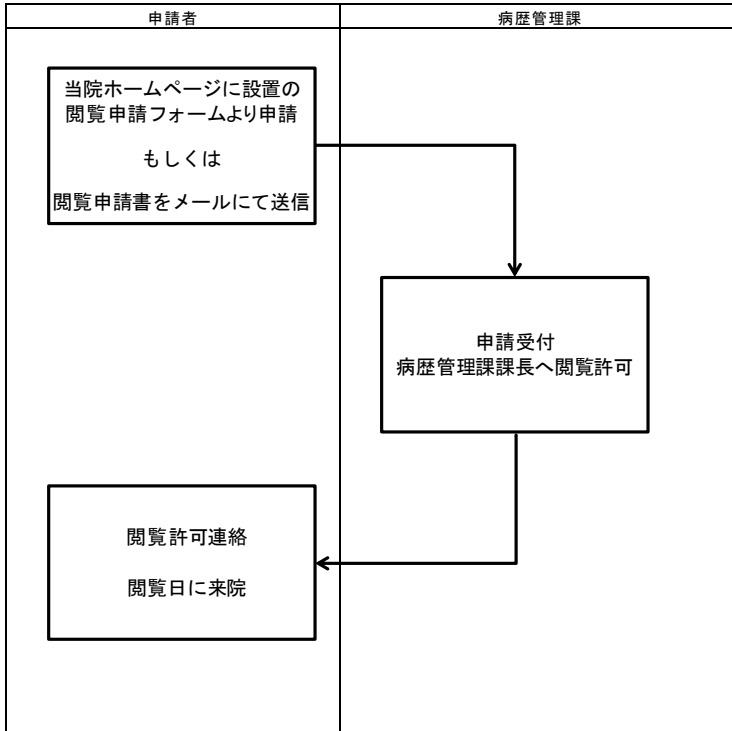 申請者
病歴管理課
当院ホームページに設置の
閲覧申請フォームより申請
もしくは
閲覧申請書をメールにて送信
申請受付
病歴管理課課長へ閲覧許可
閲覧許可連絡
閲覧日に来院